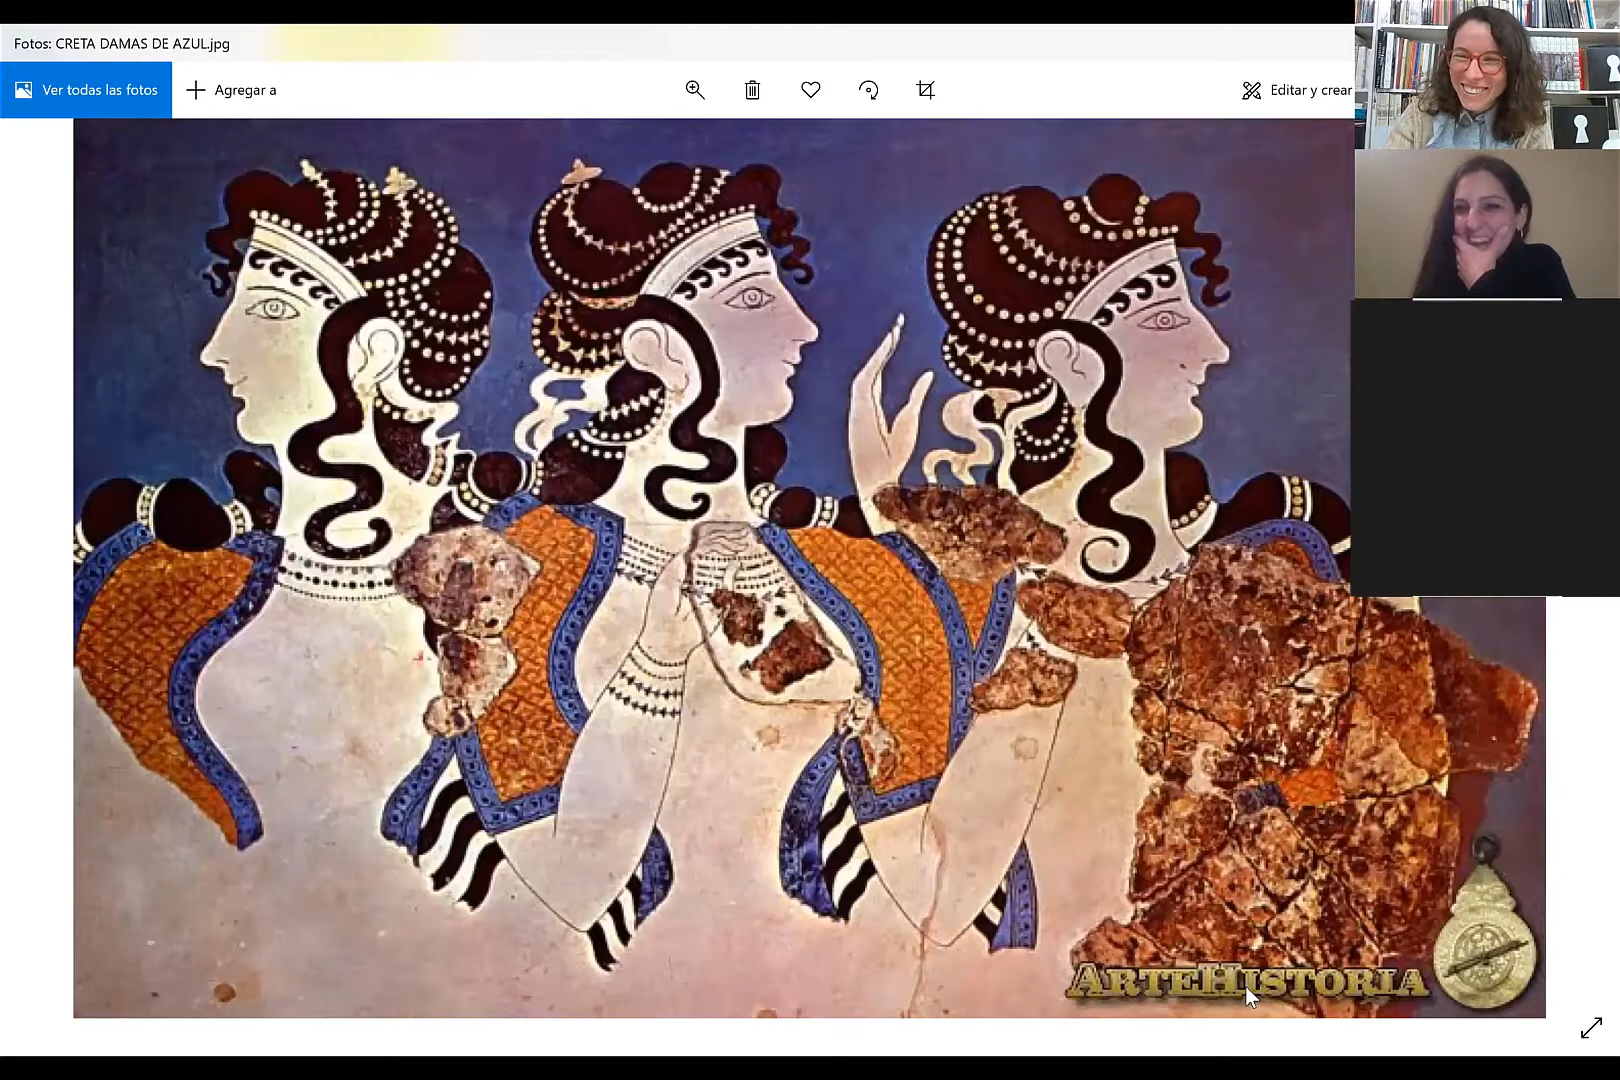 Fotos: CRETA DAMAS DE AZUL.jpg
Ver todas las fotos
Agregar a
Editar y crear
ARTEHISTORIA